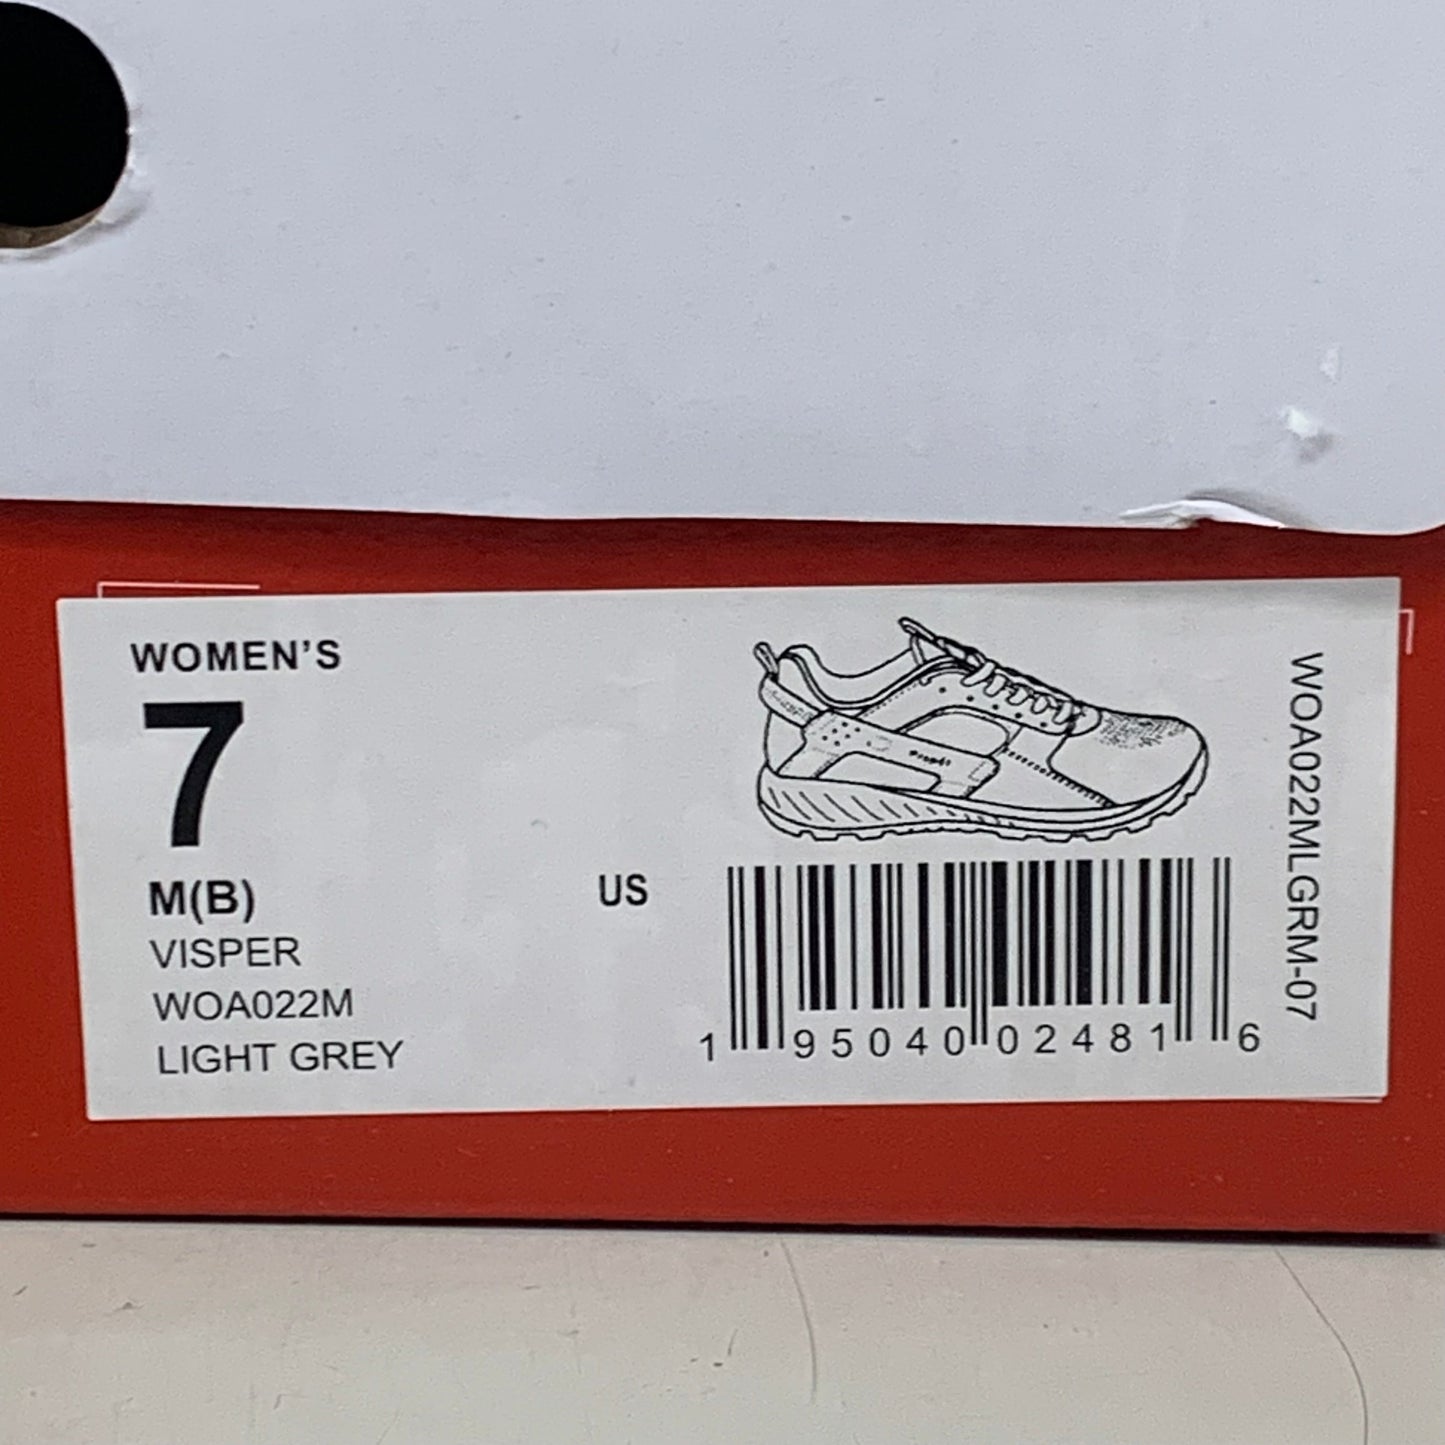 WOMEN'S
7
M(B)
US
VISPER
WOA022M
LIGHT GREY
1 95040 02481 6
WOA022MLGRM-07